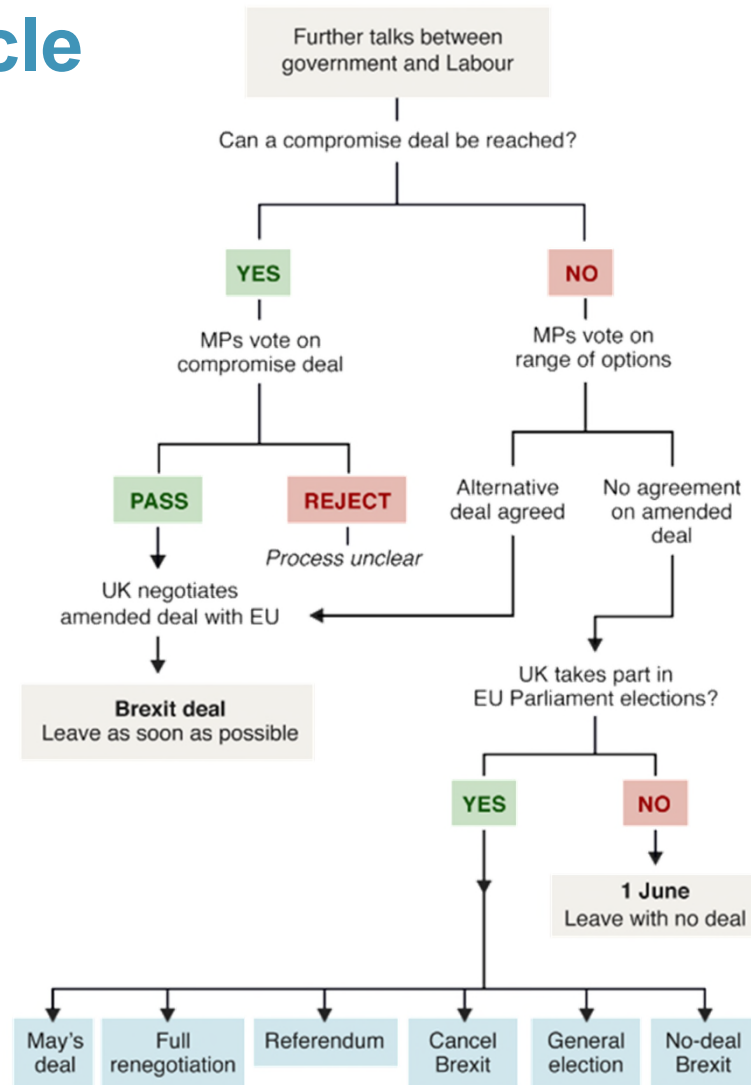 cle
Further talks between
government and Labour
Can a compromise deal be reached?
YES
NO
MPs vote on
compromise deal
MPs vote on
range of options
PASS
REJECT
Alternative
deal agreed
No agreement
on amended
deal
Process unclear
UK negotiates
amended deal with EU
UK takes part in
EU Parliament elections?
Brexit deal
Leave as soon as possible
YES
NO
1 June
Leave with no deal
May's
deal
Full
renegotiation
Referendum
Cancel
Brexit
General
election
No-deal
Brexit